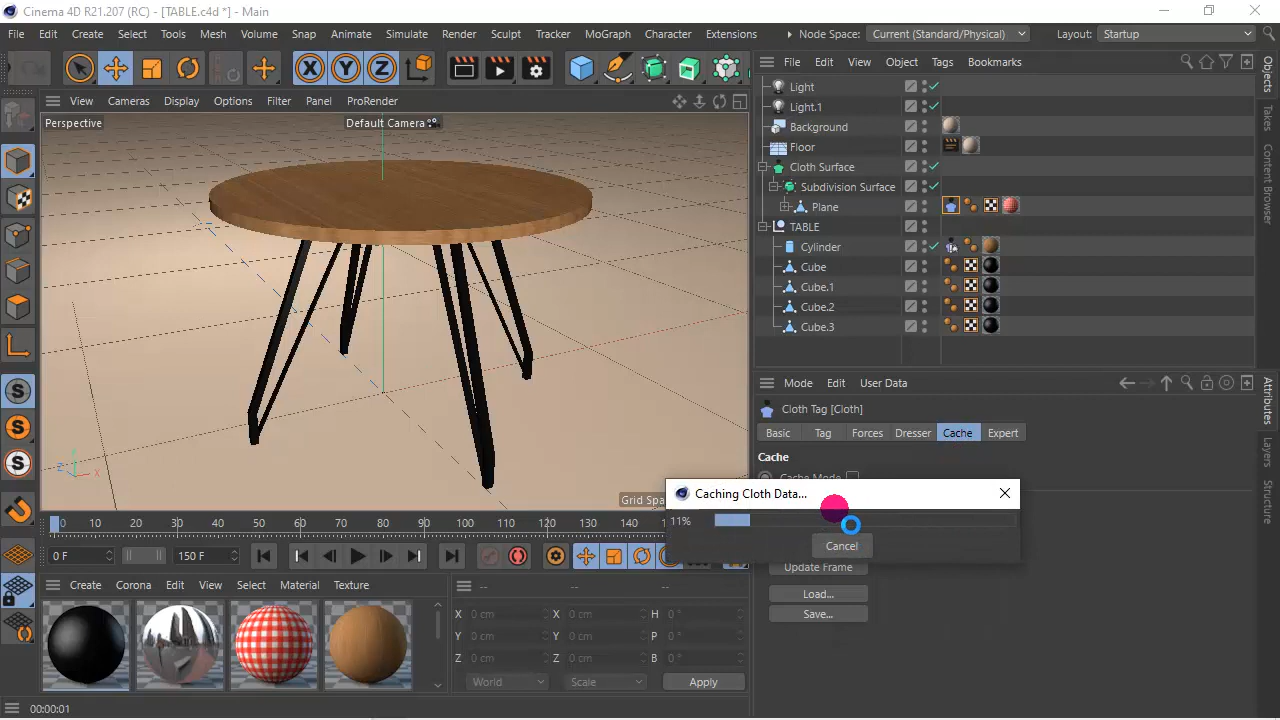 Cinema 4D R21.207 (RC) - [TABLE.c4d *] - Main
File Edit Create Select Tools Mesh Volume Snap Animate Simulate Render Sculpt Tracker MoGraph Character Extensions Node Space: Current (Standard/Physical) Layout: Startup
X Y Z
File Edit View Object Tags Bookmarks
View Cameras Display Options Filter Panel ProRender
Perspective
Default Camera
Light
Light.1
Background
Floor
Cloth Surface
Subdivision Surface
Plane
TABLE
Cylinder
Cube
Cube.1
Cube.2
Cube.3
Objects
Takes
Content Browser
Mode Edit User Data
Cloth Tag [Cloth]
Basic Tag Forces Dresser Cache Expert
Cache
Cache Mode
Attributes
Layers
Structure
Caching Cloth Data...
11%
Cancel
Update Frame
Load...
Save...
S
S
S
Y
Z X
Grid Spa
0 10 20 30 40 50 60 70 80 90 100 110 120 130 140
0 F 150 F
Create Corona Edit View Select Material Texture
-- -- --
X 0 cm X 0 cm H 0 °
Y 0 cm Y 0 cm P 0 °
Z 0 cm Z 0 cm B 0 °
World Scale Apply
00:00:01